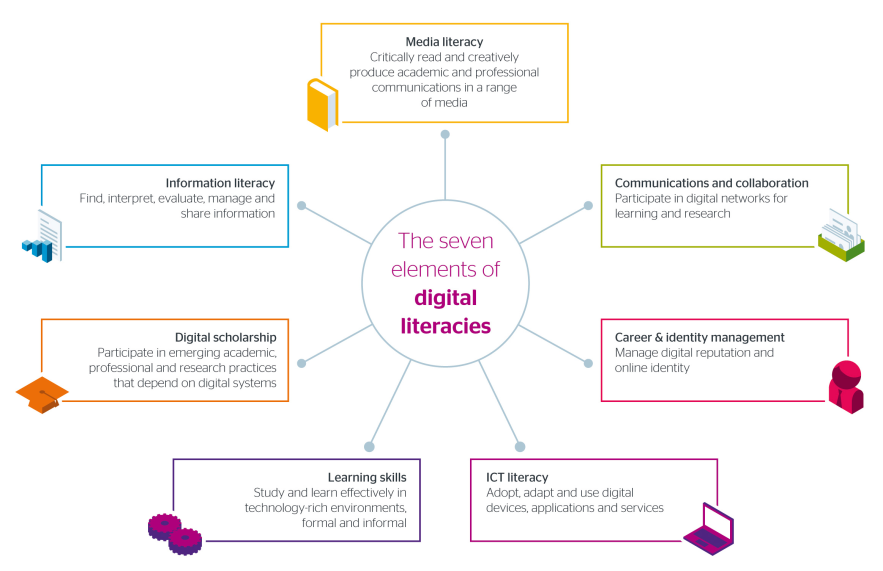 Media literacy
Critically read and creatively
produce academic and professional
communications in a range
of media
Information literacy
Find, interpret, evaluate, manage and
share information
Communications and collaboration
Participate in digital networks for
learning and research
The seven
elements of
digital
literacies
Digital scholarship
Participate in emerging academic,
professional and research practices
that depend on digital systems
Career & identity management
Manage digital reputation and
online identity
Learning skills
Study and learn effectively in
technology-rich environments,
formal and informal
ICT literacy
Adopt, adapt and use digital
devices, applications and services